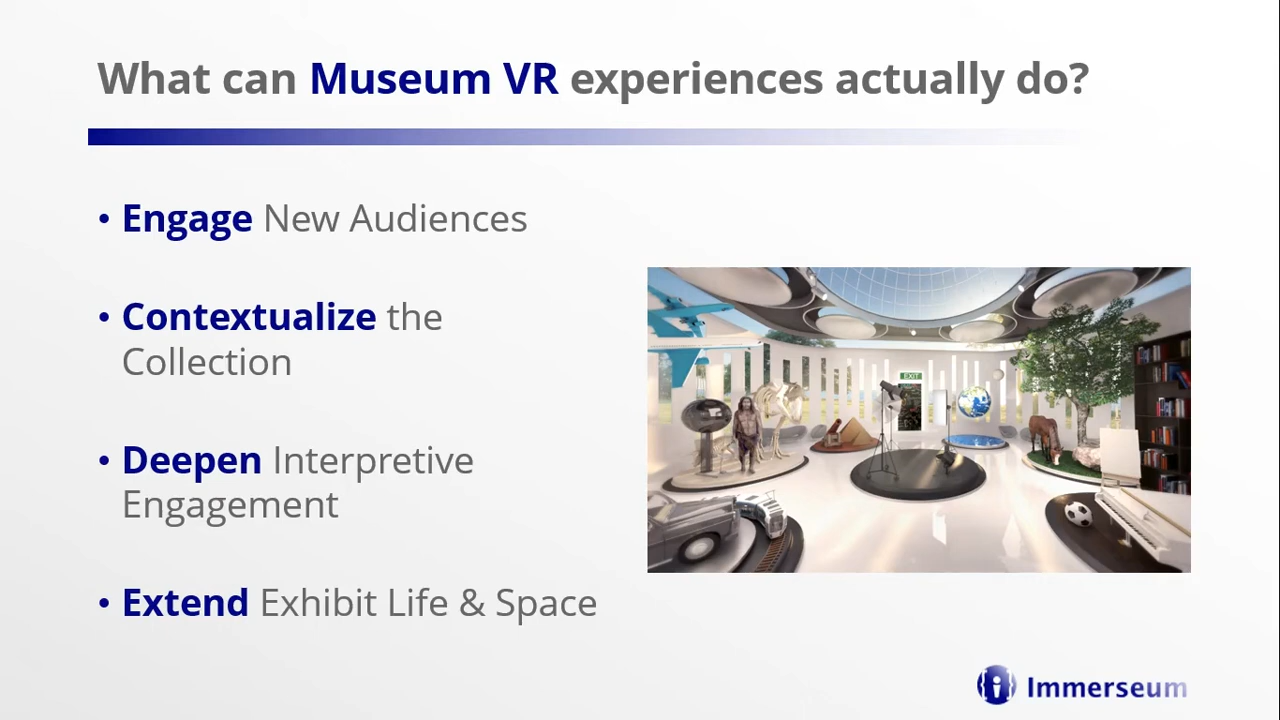 What can Museum VR experiences actually do?
• Engage New Audiences
• Contextualize the
Collection
• Deepen Interpretive
Engagement
• Extend Exhibit Life & Space
EXIT
Immerseum